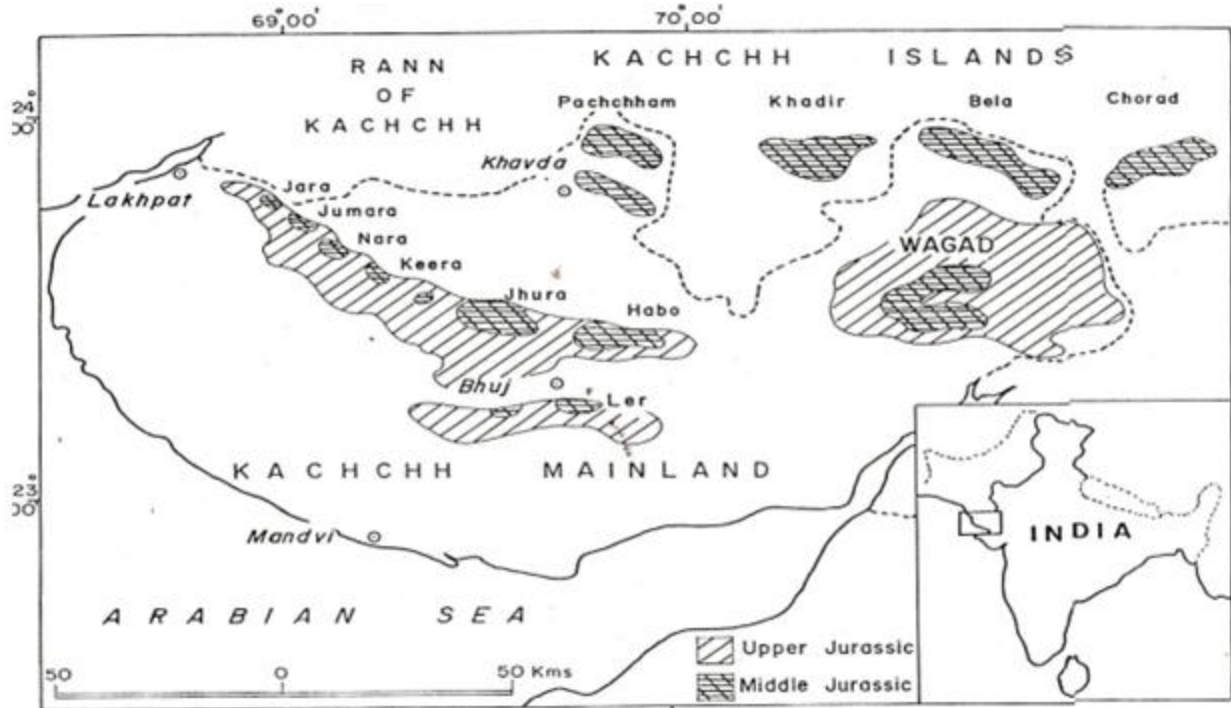 69°00'
70°00'
KACHCHH ISLANDS
RANN
OF
KACHCHH
24°
00'
Pachchham
Khadir
Bela
Chorad
Khavda
Lakhpat
Jara
Jumara
Nara
Keera
Jhura
Habo
WAGAD
Bhuj
Ler
KACHCHH MAINLAND
23°
00'
Mandvi
INDIA
ARABIAN SEA
Upper Jurassic
Middle Jurassic
50 0 50 Kms